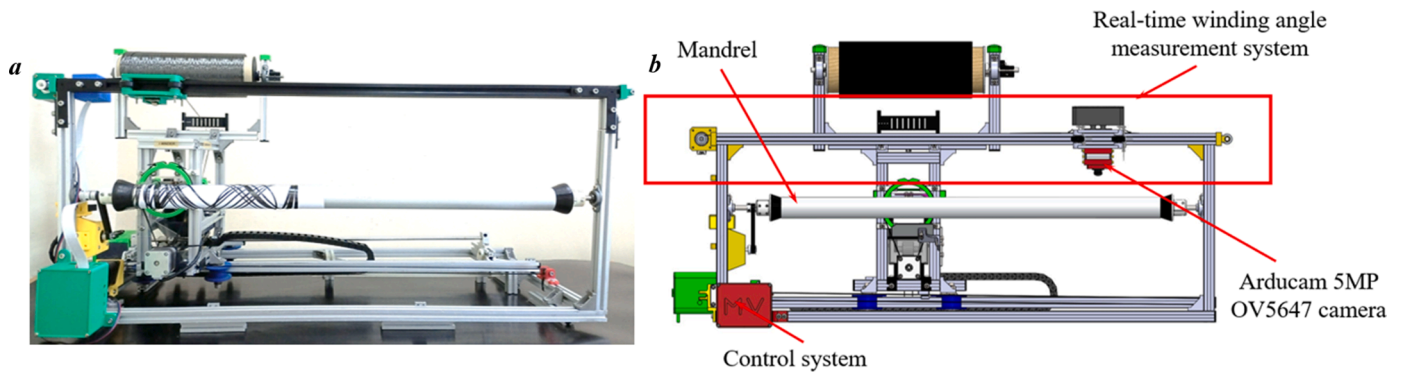 a
b
Mandrel
Real-time winding angle
measurement system
MV
Arducam 5MP
OV5647 camera
Control system